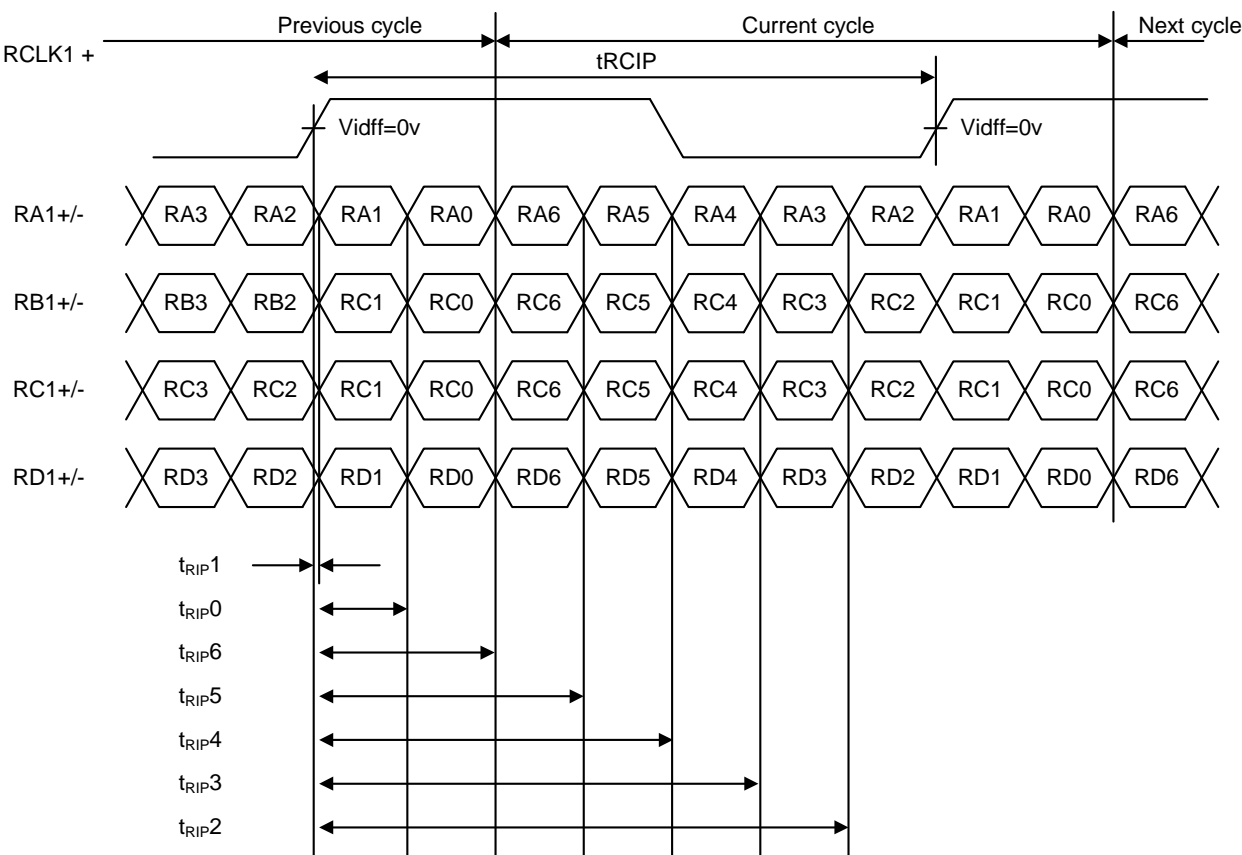 Previous cycle Current cycle Next cycle
RCLK1 +
tRCIP
Vidff=0v Vidff=0v
RA1+/- RA3 RA2 RA1 RA0 RA6 RA5 RA4 RA3 RA2 RA1 RA0 RA6
RB1+/- RB3 RB2 RC1 RC0 RC6 RC5 RC4 RC3 RC2 RC1 RC0 RC6
RC1+/- RC3 RC2 RC1 RC0 RC6 RC5 RC4 RC3 RC2 RC1 RC0 RC6
RD1+/- RD3 RD2 RD1 RD0 RD6 RD5 RD4 RD3 RD2 RD1 RD0 RD6
tRIP1
tRIP0
tRIP6
tRIP5
tRIP4
tRIP3
tRIP2